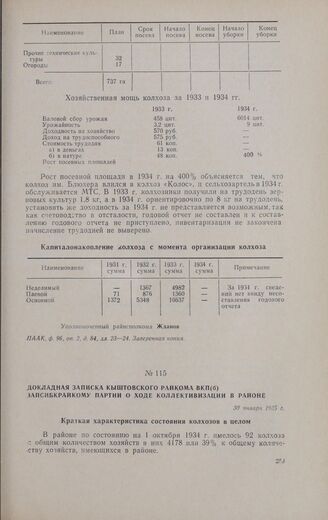 Наименование План Срок посева Начало посева Конец посева Начало уборки Конец уборки
Прочие технические куль-
туры 32
Огороды 17
Всего: 737 га
Хозяйственная мощь колхоза за 1933 и 1934 гг.
1933 г. 1934 г.
Валовой сбор урожая 458 цнт. 6014 цнт.
Урожайность 3,2 цнт. 9 цнт.
Доходность на хозяйство 570 руб. —
Доход на трудоспособного 575 руб. —
Стоимость трудодня 61 коп. —
а) в деньгах 13 коп. —
б) в натуре 48 коп. —
Рост посевных площадей 400 %
Рост посевной площади в 1934 г. на 400% объясняется тем, что
колхоз им. Блюхера влился в колхоз «Колос», и сельхозартель в 1934 г.
обслуживается МТС. В 1933 г. колхозники получили на трудодень зер-
новых культур 1,8 кг, а в 1934 г. ориентировочно по 8 кг на трудодень,
установить же доходность за 1934 г. не представляется возможным, так
как счетоводство в отсталости, годовой отчет не составлен и к состав-
лению годового отчета не приступлено, инвентаризация не закончена
начисление трудодней не выверено.
Капиталонакопление колхоза с момента организации колхоза
Наименование 1931 г. сумма 1932 г. сумма 1933 г. сумма 1934 г. сумма Примечание
Неделимый — 1367 4982 —
Паевой 71 876 1360 —
Основной 1372 5348 10637 —
За 1934 г. сведе-
ний нет ввиду несо-
ставления годового
отчета
Уполномоченный райисполкома Жданов
ПААК, ф. 96, оп. 2, д. 84, лл. 23—24. Заверенная копия.
№ 115
ДОКЛАДНАЯ ЗАПИСКА КЫШТОВСКОГО РАЙКОМА ВКП(б)
ЗАПСИБКРАЙКОМУ ПАРТИИ О ХОДЕ КОЛЛЕКТИВИЗАЦИИ В РАЙОНЕ
30 января 1935 г.
Краткая характеристика состояния колхозов в целом
В районе по состоянию на 1 октября 1934 г. имелось 92 колхоза
с общим количеством хозяйств в них 4178 или 39% к общему количе-
ству хозяйств, имеющихся в районе.